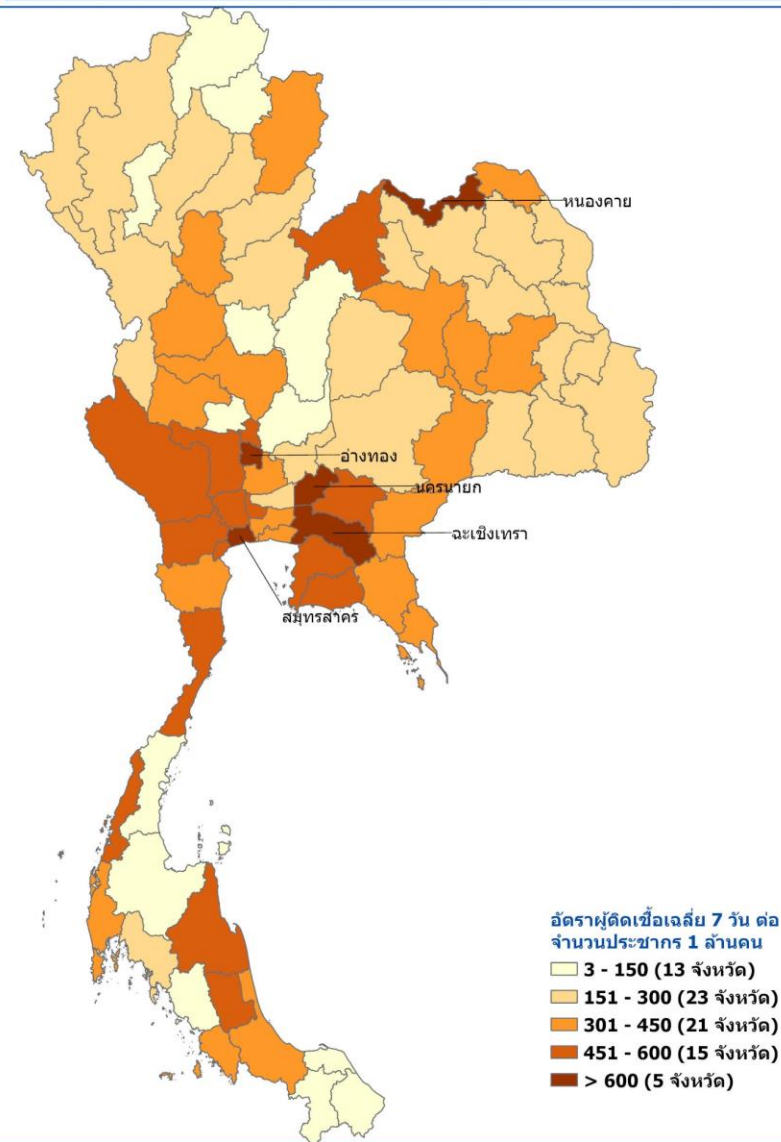 หนองคาย
อ่างทอง
นครนายก
ฉะเชิงเทรา
สมุทรสาคร
อัตราผู้ติดเชื้อเฉลี่ย 7 วัน ต่อ
จำนวนประชากร 1 ล้านคน
3 - 150 (13 จังหวัด)
151 - 300 (23 จังหวัด)
301 - 450 (21 จังหวัด)
451 - 600 (15 จังหวัด)
> 600 (5 จังหวัด)